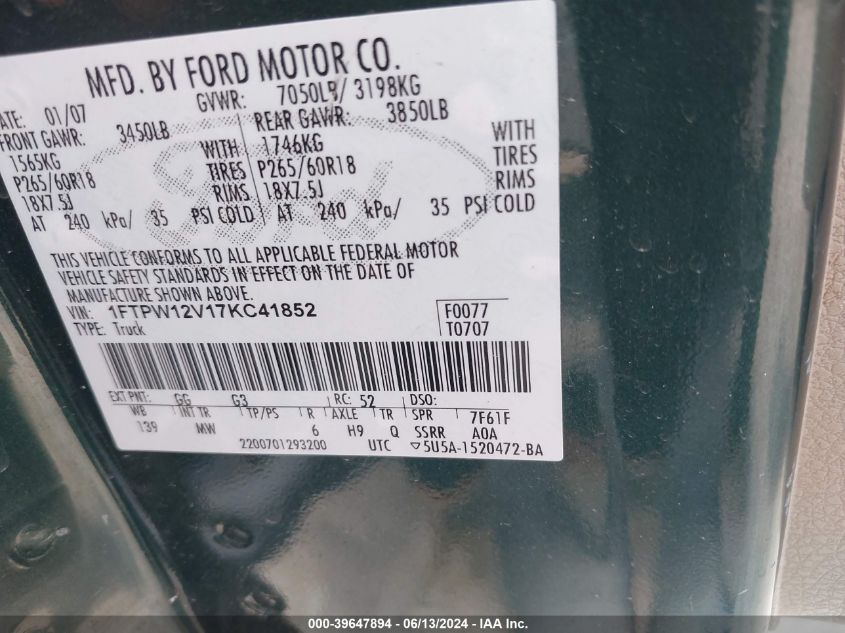 MFD. BY FORD MOTOR CO.
ATE: 01/07 GVWR: 7050LB/ 3198KG
FRONT GAWR: 3450LB REAR GAWR: 3850LB
1565KG WITH 1746KG WITH
P265/60R18 TIRES P265/60R18 TIRES
18X7.5J RIMS 18X7.5J RIMS
AT 240 kPa/ 35 PSI COLD AT 240 kPa/ 35 PSI COLD
Ford
THIS VEHICLE CONFORMS TO ALL APPLICABLE FEDERAL MOTOR
VEHICLE SAFETY STANDARDS IN EFFECT ON THE DATE OF
MANUFACTURE SHOWN ABOVE.
VIN: 1FTPW12V17KC41852 F0077
TYPE: Truck T0707
EXT PNT: GG G3 RC: 52 DSO:
WB INT TR TP/PS R AXLE TR SPR 7F61F
139 MW 6 H9 Q SSRR A0A
2200701293200 UTC ▽5U5A-1520472-BA
000-39647894 - 06/13/2024 - IAA Inc.